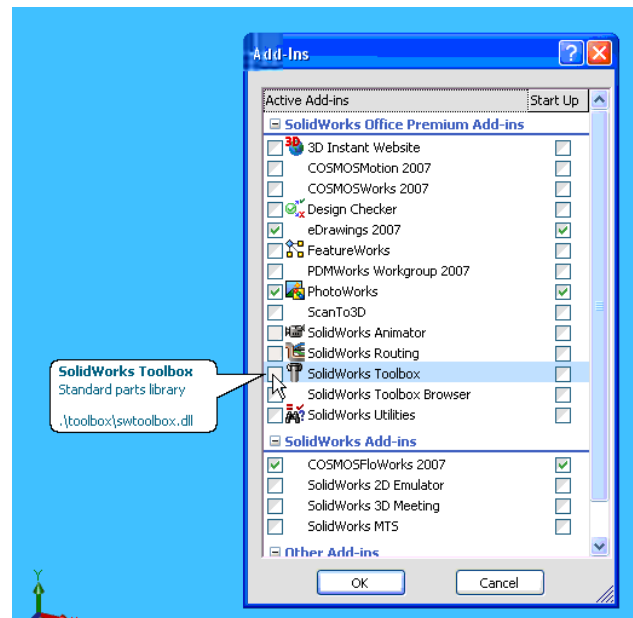 Add-Ins
Active Add-ins Start Up
SolidWorks Office Premium Add-ins
3D 3D Instant Website
COSMOSMotion 2007
COSMOSWorks 2007
Design Checker
eDrawings 2007
FeatureWorks
PDMWorks Workgroup 2007
PhotoWorks
ScanTo3D
SolidWorks Animator
SolidWorks Routing
SolidWorks Toolbox
SolidWorks Toolbox Browser
SolidWorks Utilities
SolidWorks Toolbox
Standard parts library
.\toolbox\swtoolbox.dll
SolidWorks Add-ins
COSMOSFloWorks 2007
SolidWorks 2D Emulator
SolidWorks 3D Meeting
SolidWorks MTS
Other Add-ins
OK Cancel
Y